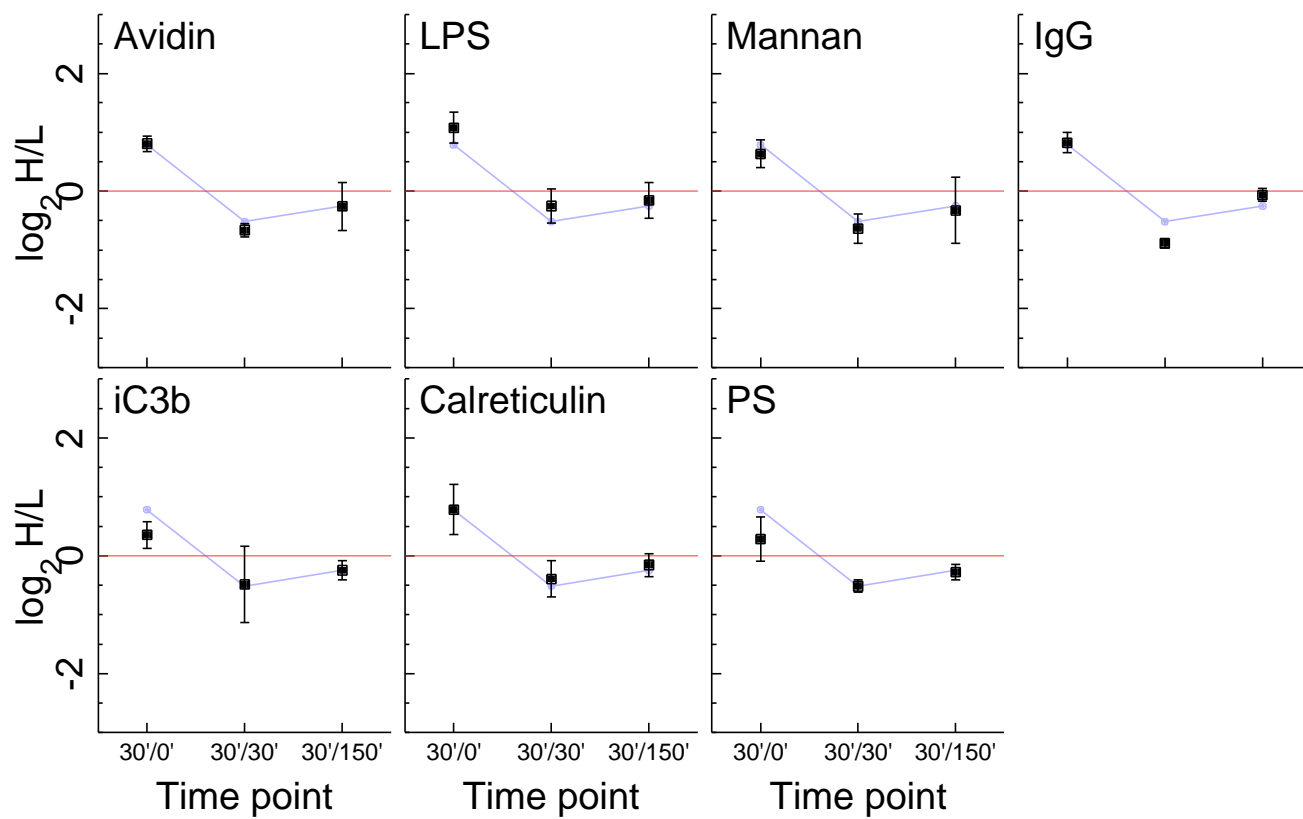 Avidin LPS Mannan IgG
log2 H/L
2
0
-2
iC3b Calreticulin PS
log2 H/L
2
0
-2
30'/0' 30'/30' 30'/150' 30'/0' 30'/30' 30'/150' 30'/0' 30'/30' 30'/150'
Time point Time point Time point